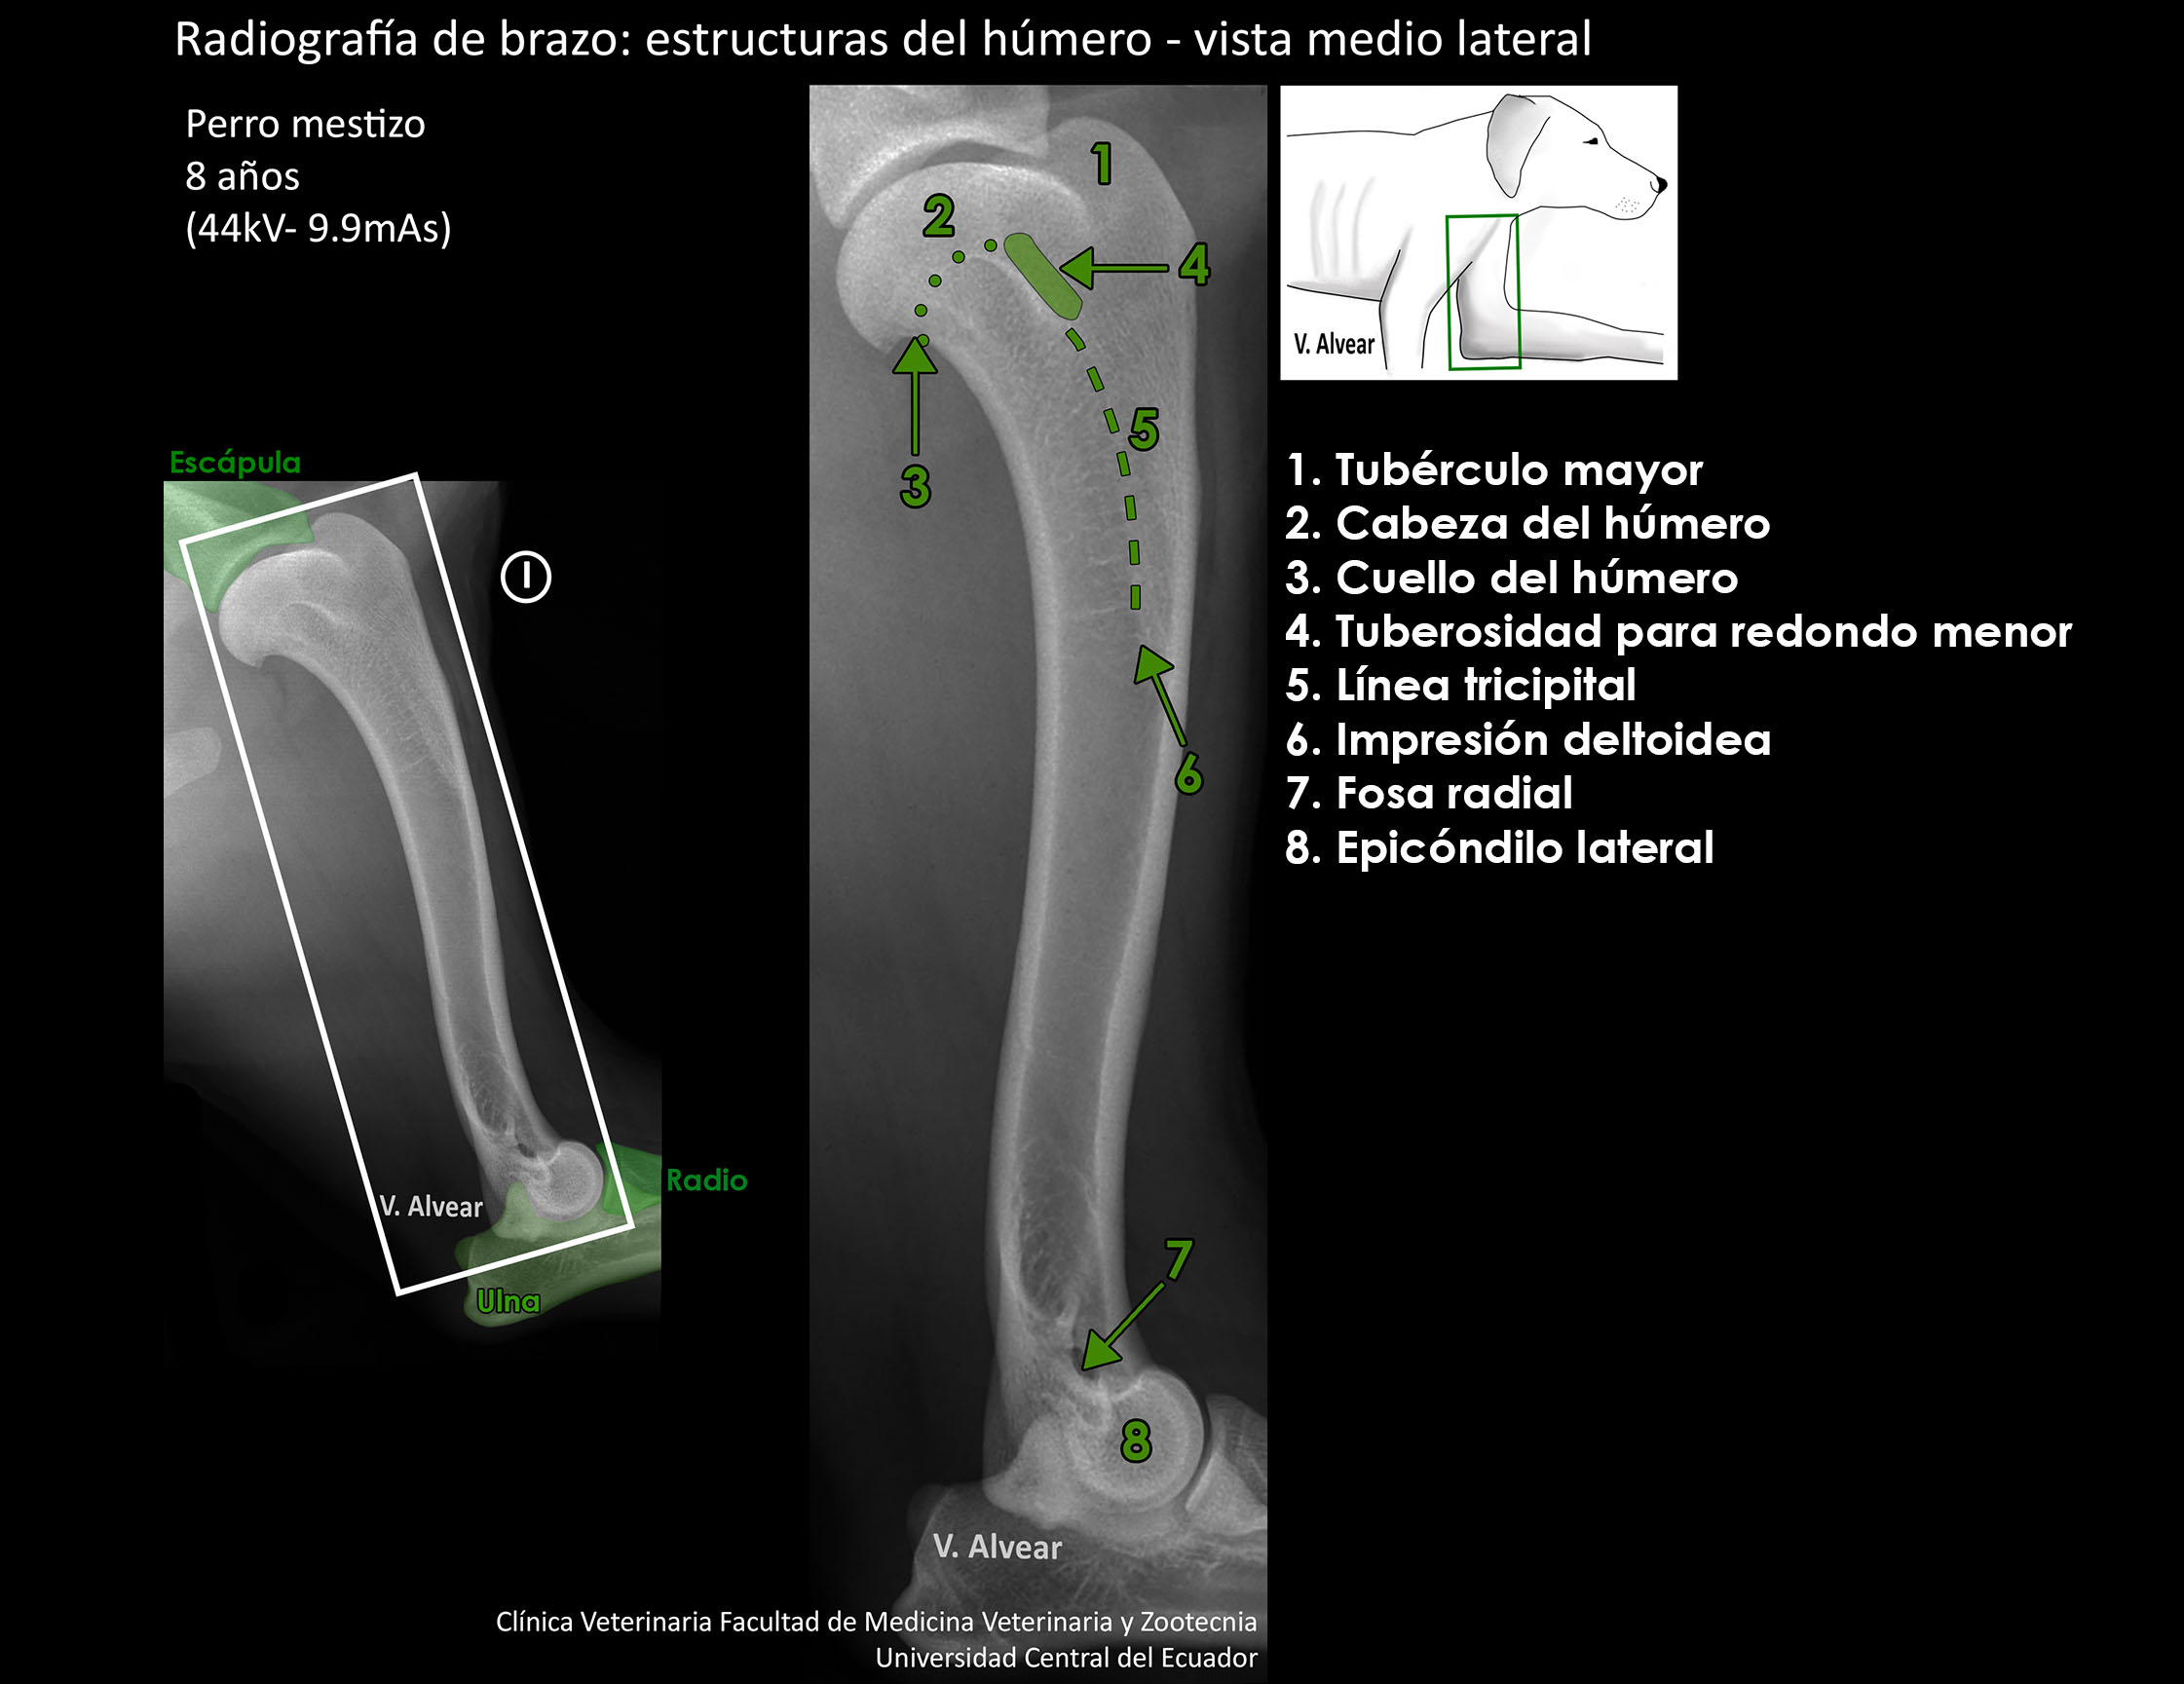 Radiografía de brazo: estructuras del húmero - vista medio lateral
Perro mestizo
8 años
(44kV- 9.9mAs)
Escápula
I
V. Alvear
Radio
Ulna
1
2
3
4
5
6
7
8
V. Alvear
V. Alvear
1. Tubérculo mayor
2. Cabeza del húmero
3. Cuello del húmero
4. Tuberosidad para redondo menor
5. Línea tricipital
6. Impresión deltoidea
7. Fosa radial
8. Epicóndilo lateral
Clínica Veterinaria Facultad de Medicina Veterinaria y Zootecnia
Universidad Central del Ecuador